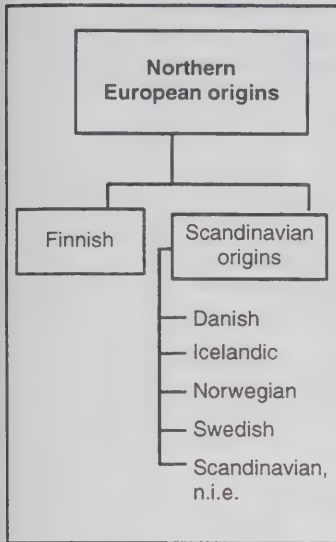 Northern
European origins
Finnish
Scandinavian
origins
Danish
Icelandic
Norwegian
Swedish
Scandinavian,
n.i.e.